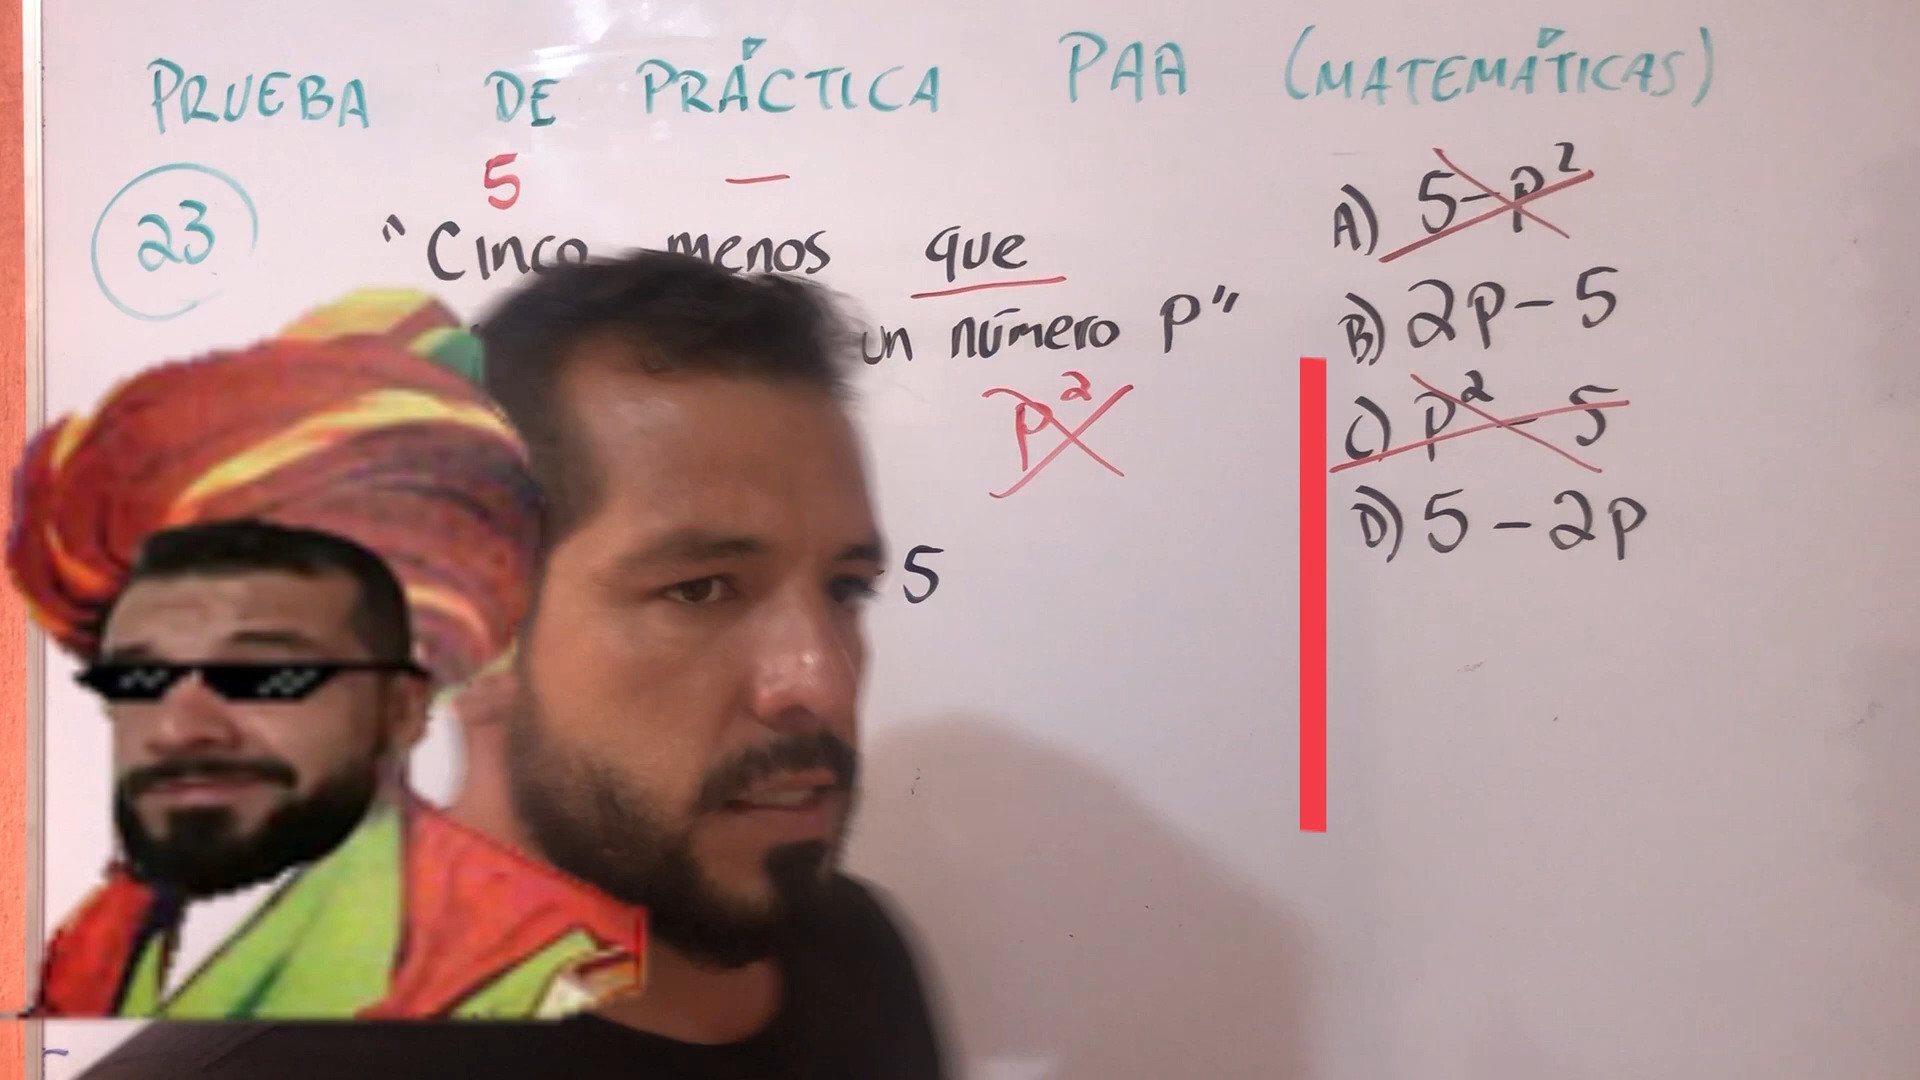 PRUEBA DE PRÁCTICA PAA (MATEMÁTICAS)
5 —
23
"Cinco menos que
un número p"
p²
5
A) 5-p²
B) 2p-5
C) p²-5
D) 5-2p